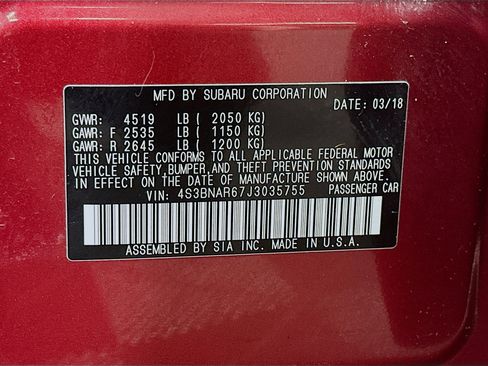 MFD BY SUBARU CORPORATION
DATE: 03/18
GVWR: 4519 LB ( 2050 KG)
GAWR: F 2535 LB ( 1150 KG)
GAWR: R 2645 LB ( 1200 KG)
THIS VEHICLE CONFORMS TO ALL APPLICABLE FEDERAL MOTOR
VEHICLE SAFETY, BUMPER, AND THEFT PREVENTION STANDARDS
IN EFFECT ON THE DATE OF MANUFACTURE SHOWN ABOVE.
VIN: 4S3BNAR67J3035755 PASSENGER CAR
ASSEMBLED BY SIA INC. MADE IN U.S.A.